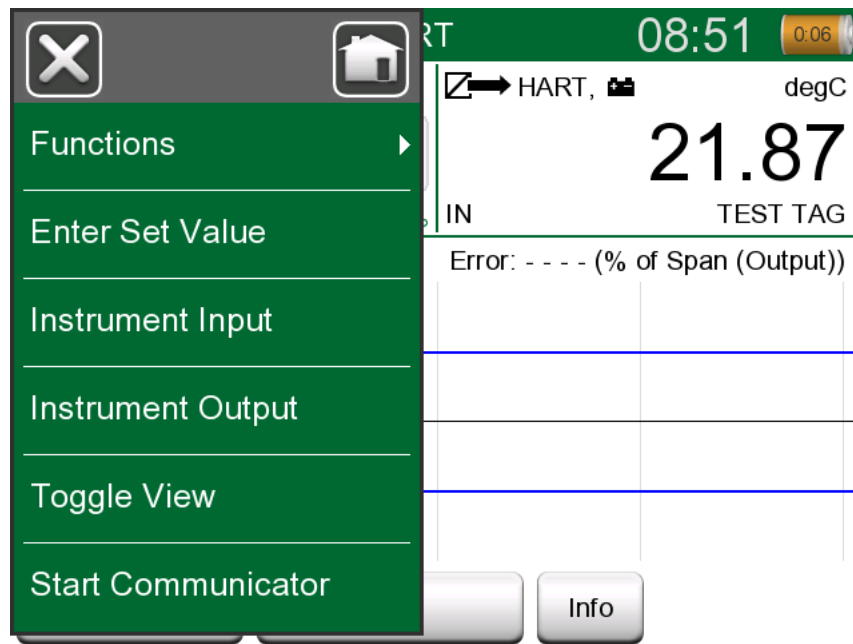 RT
08:51
0:06
HART,
degC
21.87
IN
TEST TAG
Error: - - - - (% of Span (Output))
Functions
Enter Set Value
Instrument Input
Instrument Output
Toggle View
Start Communicator
Info